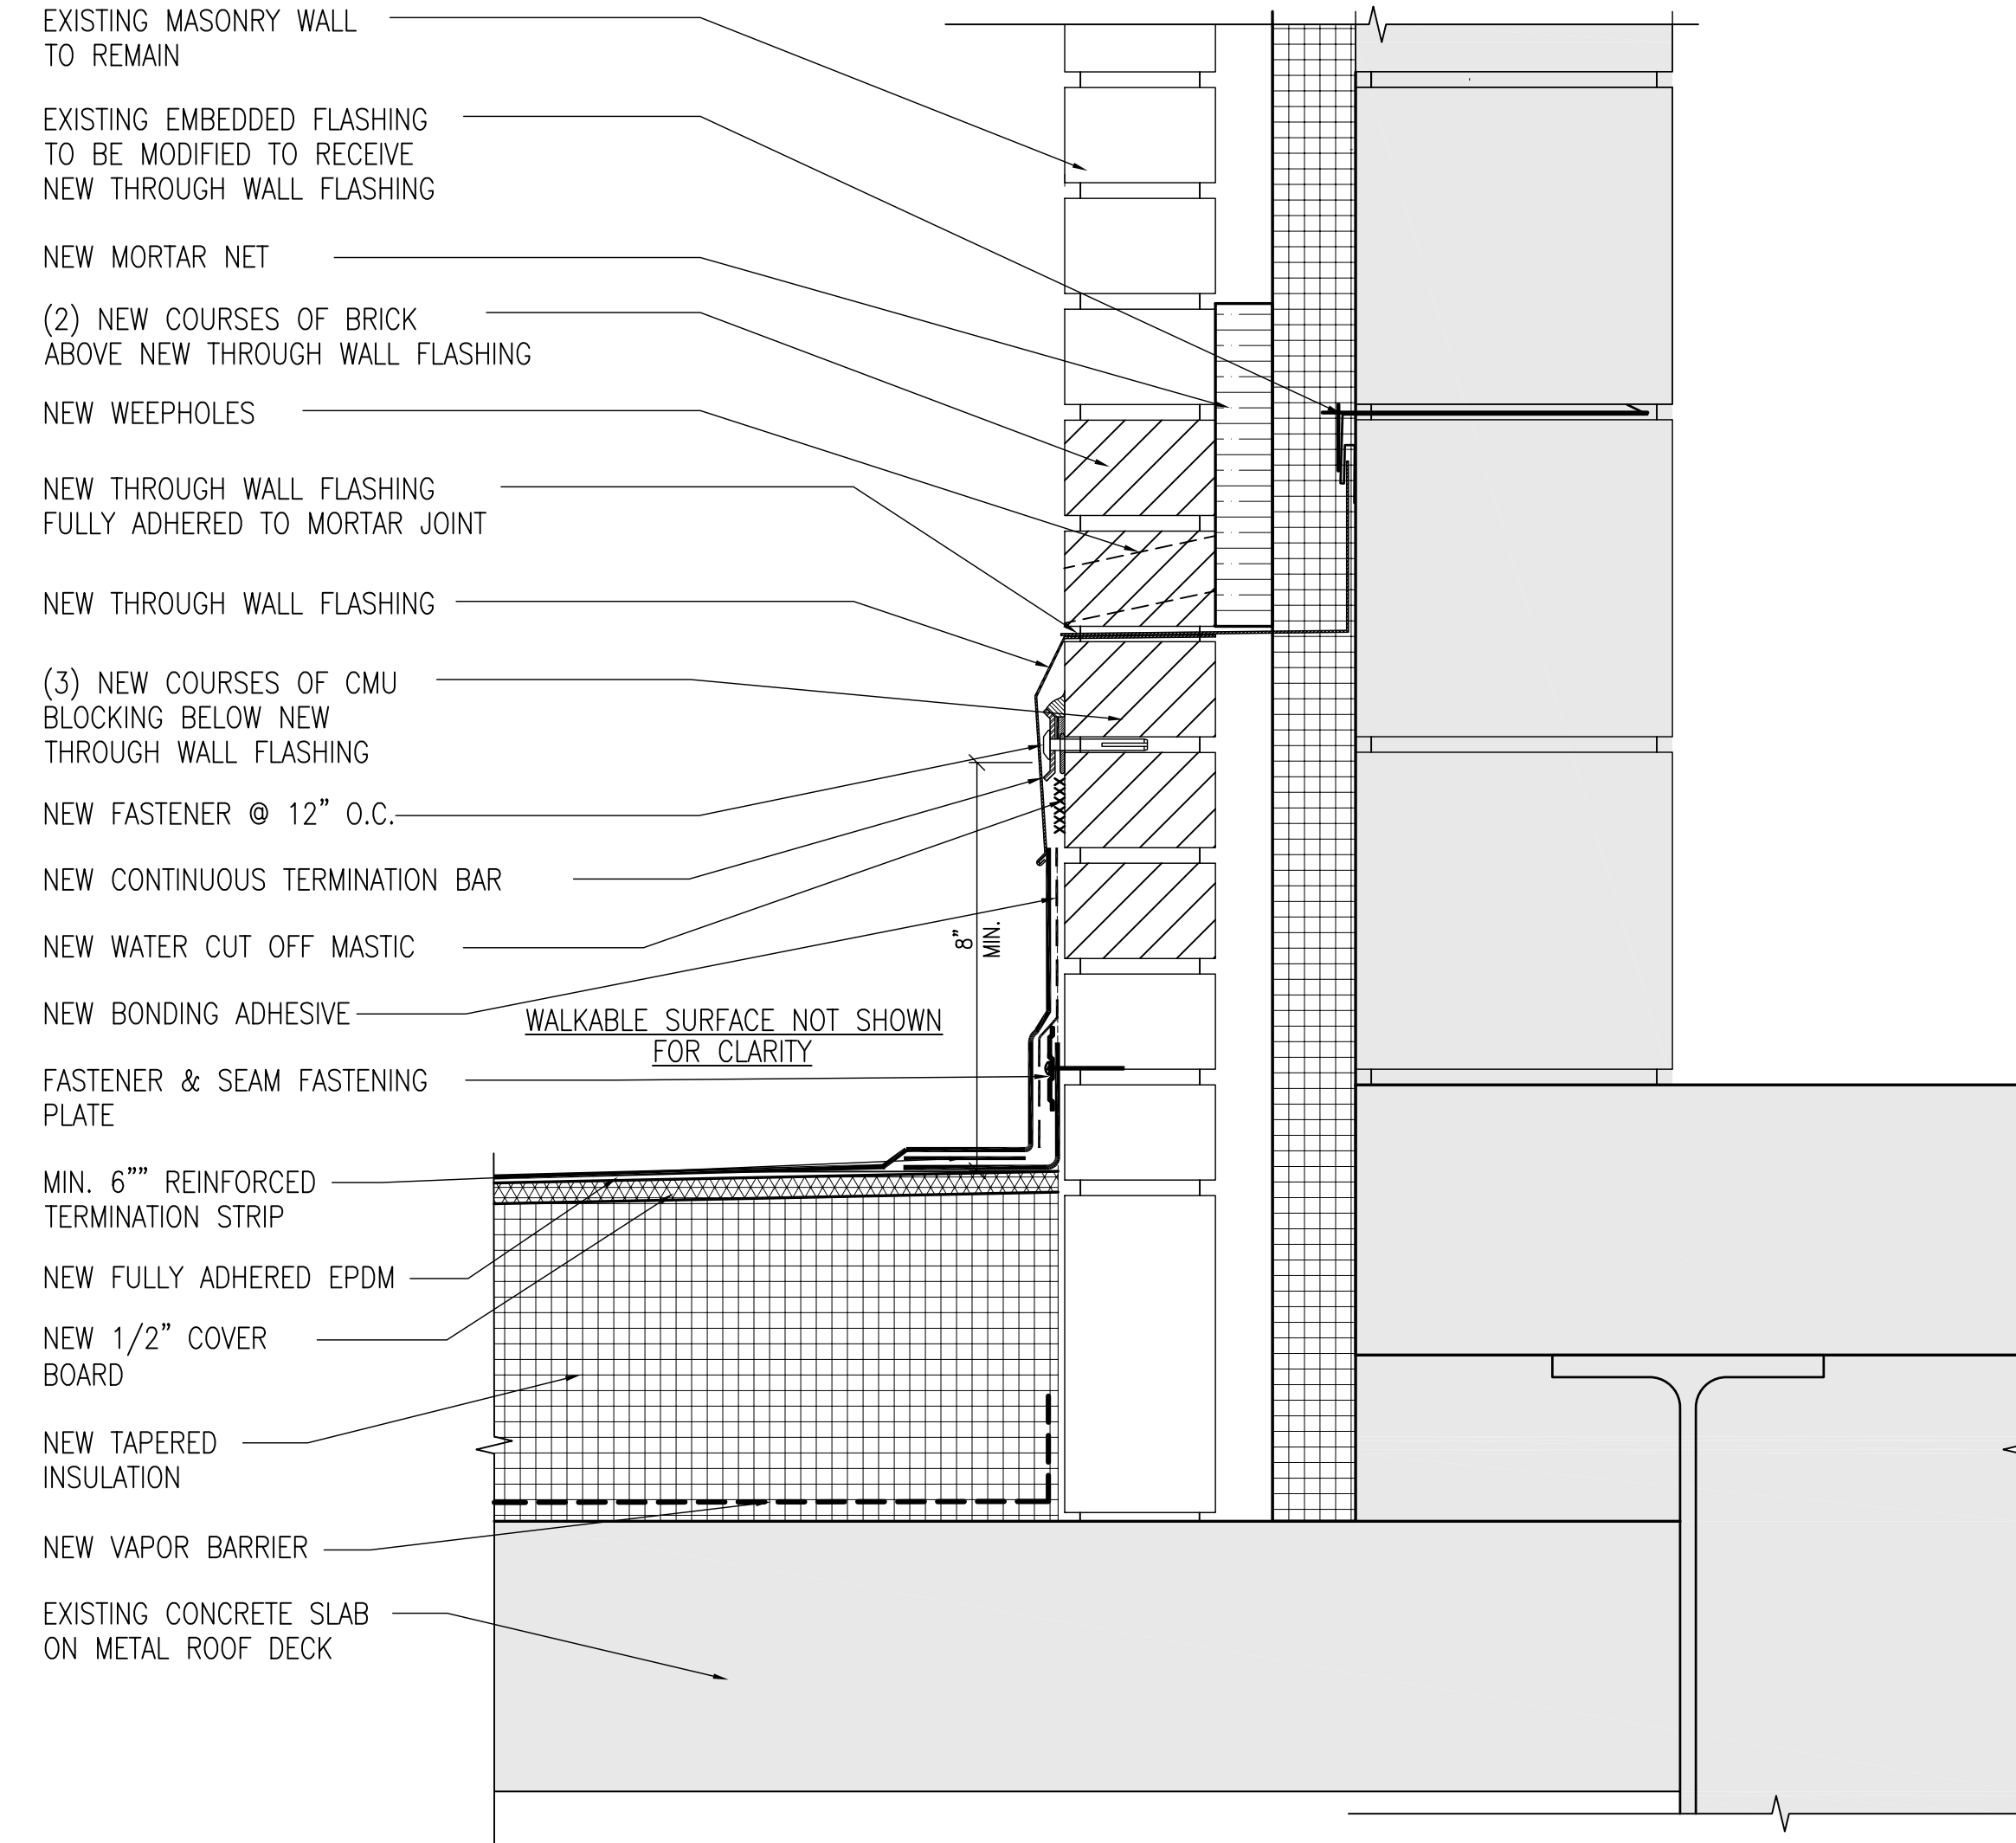 EXISTING MASONRY WALL
TO REMAIN
EXISTING EMBEDDED FLASHING
TO BE MODIFIED TO RECEIVE
NEW THROUGH WALL FLASHING
NEW MORTAR NET
(2) NEW COURSES OF BRICK
ABOVE NEW THROUGH WALL FLASHING
NEW WEEPHOLES
NEW THROUGH WALL FLASHING
FULLY ADHERED TO MORTAR JOINT
NEW THROUGH WALL FLASHING
(3) NEW COURSES OF CMU
BLOCKING BELOW NEW
THROUGH WALL FLASHING
NEW FASTENER @ 12" O.C.
NEW CONTINUOUS TERMINATION BAR
NEW WATER CUT OFF MASTIC
NEW BONDING ADHESIVE
FASTENER & SEAM FASTENING
PLATE
MIN. 6"" REINFORCED
TERMINATION STRIP
NEW FULLY ADHERED EPDM
NEW 1/2" COVER
BOARD
NEW TAPERED
INSULATION
NEW VAPOR BARRIER
EXISTING CONCRETE SLAB
ON METAL ROOF DECK
8"
MIN.
WALKABLE SURFACE NOT SHOWN
FOR CLARITY